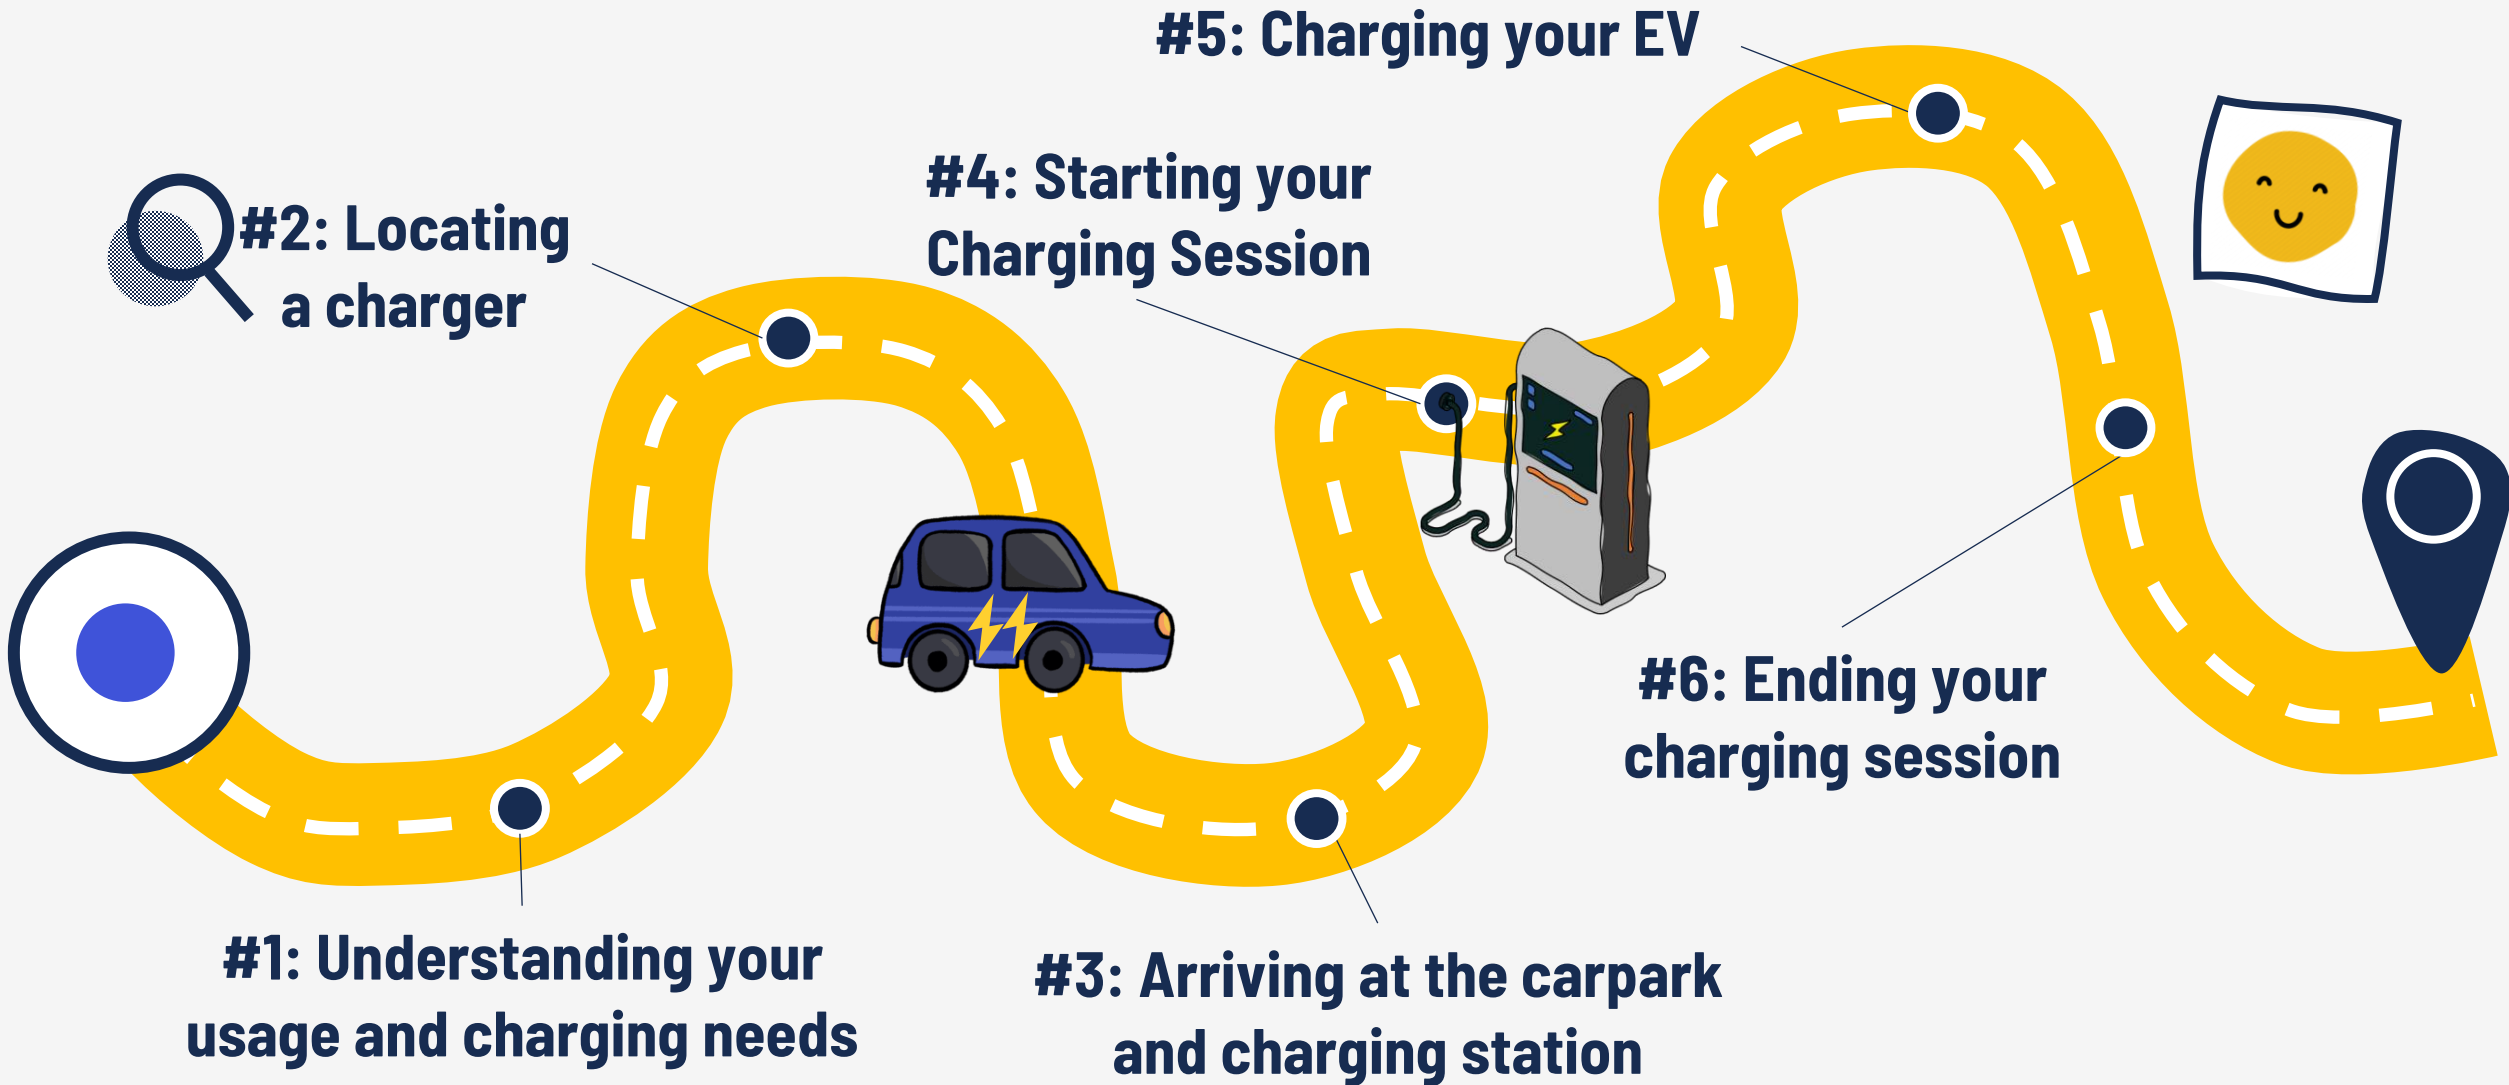 #1: Understanding your
usage and charging needs
#2: Locating
a charger
#3: Arriving at the carpark
and charging station
#4: Starting your
Charging Session
#5: Charging your EV
#6: Ending your
charging session